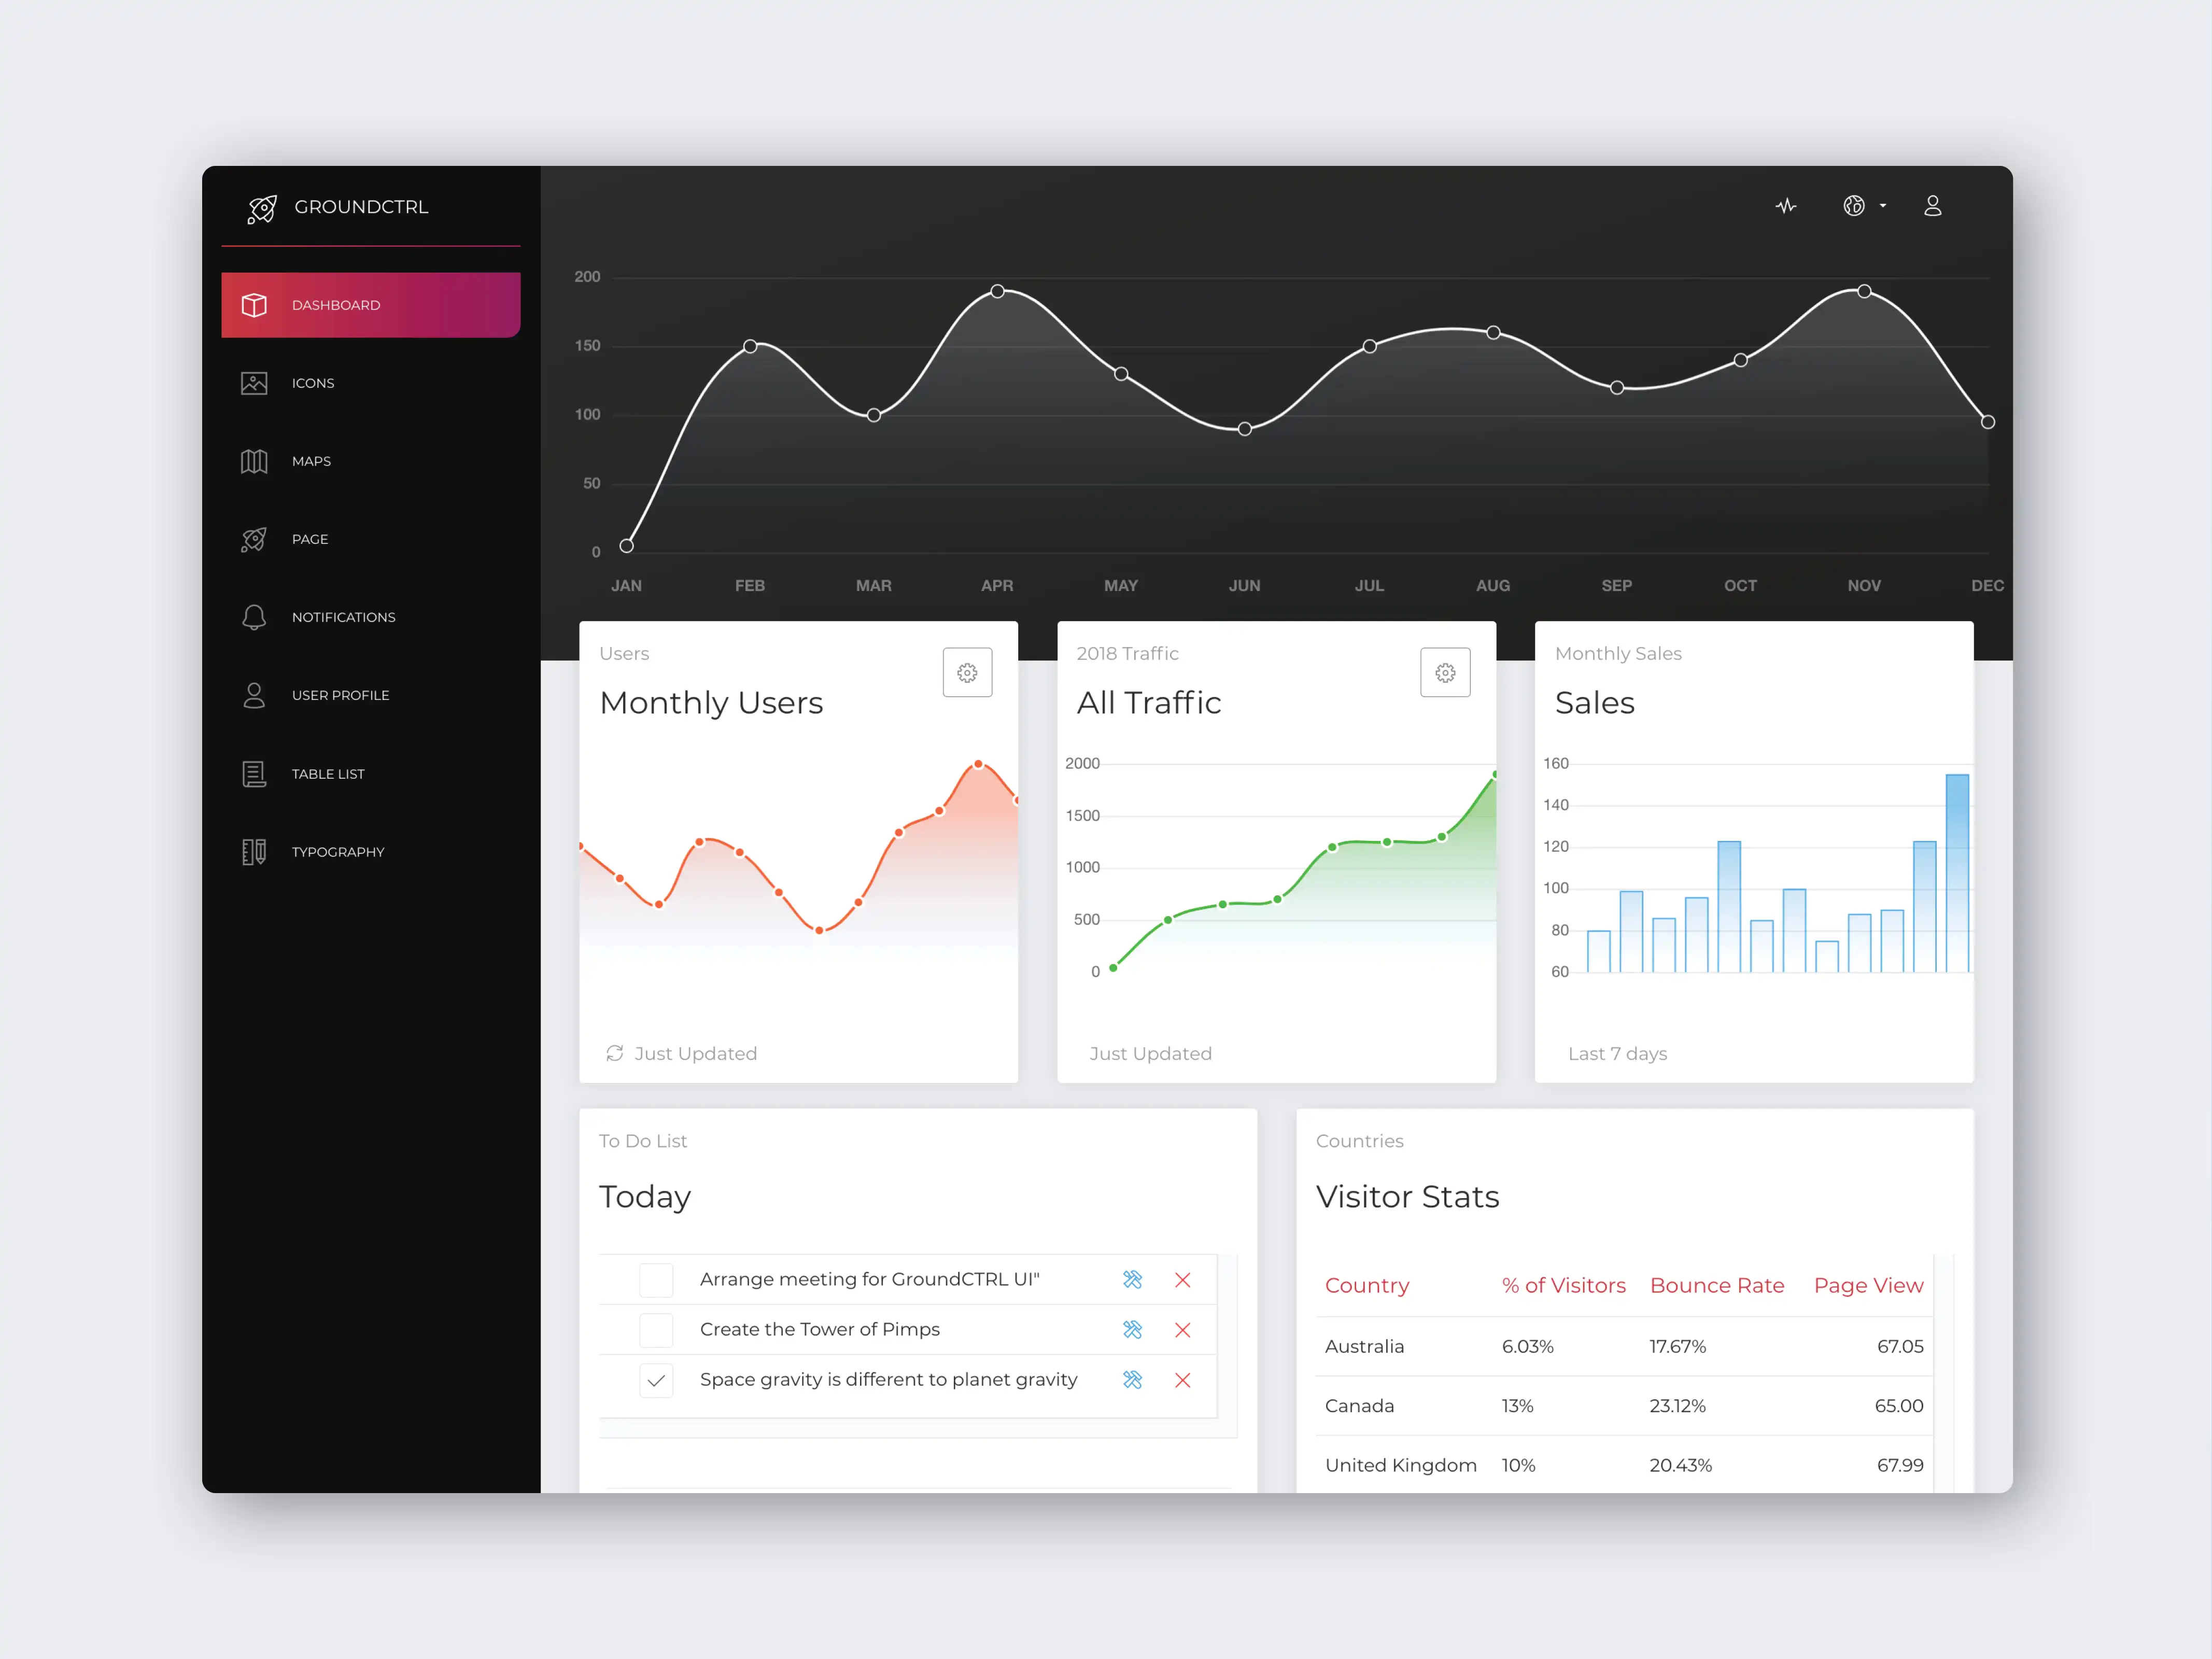 GROUNDCTRL
DASHBOARD
ICONS
MAPS
PAGE
NOTIFICATIONS
USER PROFILE
TABLE LIST
TYPOGRAPHY
200
150
100
50
0
JAN FEB MAR APR MAY JUN JUL AUG SEP OCT NOV DEC
Users
Monthly Users
Just Updated
2018 Traffic
All Traffic
2000
1500
1000
500
0
Just Updated
Monthly Sales
Sales
160
140
120
100
80
60
Last 7 days
To Do List
Today
Arrange meeting for GroundCTRL UI"
Create the Tower of Pimps
Space gravity is different to planet gravity
Countries
Visitor Stats
Country % of Visitors Bounce Rate Page View
Australia 6.03% 17.67% 67.05
Canada 13% 23.12% 65.00
United Kingdom 10% 20.43% 67.99